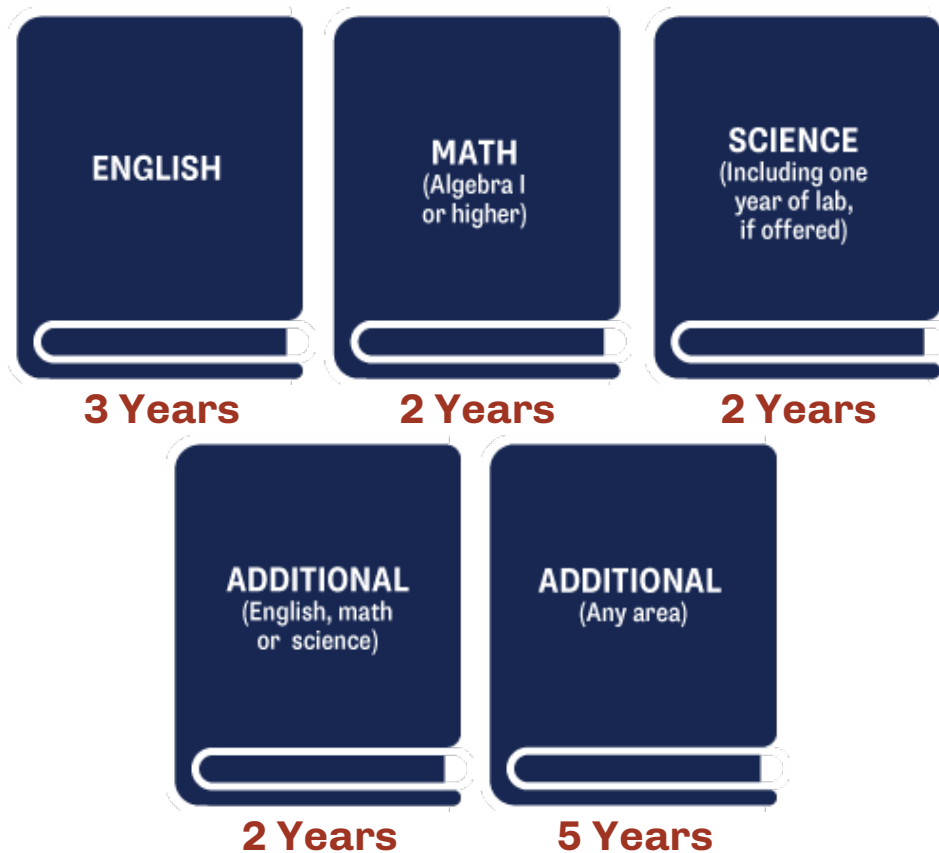 ENGLISH
MATH
(Algebra I
or higher)
SCIENCE
(Including one
year of lab,
if offered)
3 Years
2 Years
2 Years
ADDITIONAL
(English, math
or science)
ADDITIONAL
(Any area)
2 Years
5 Years